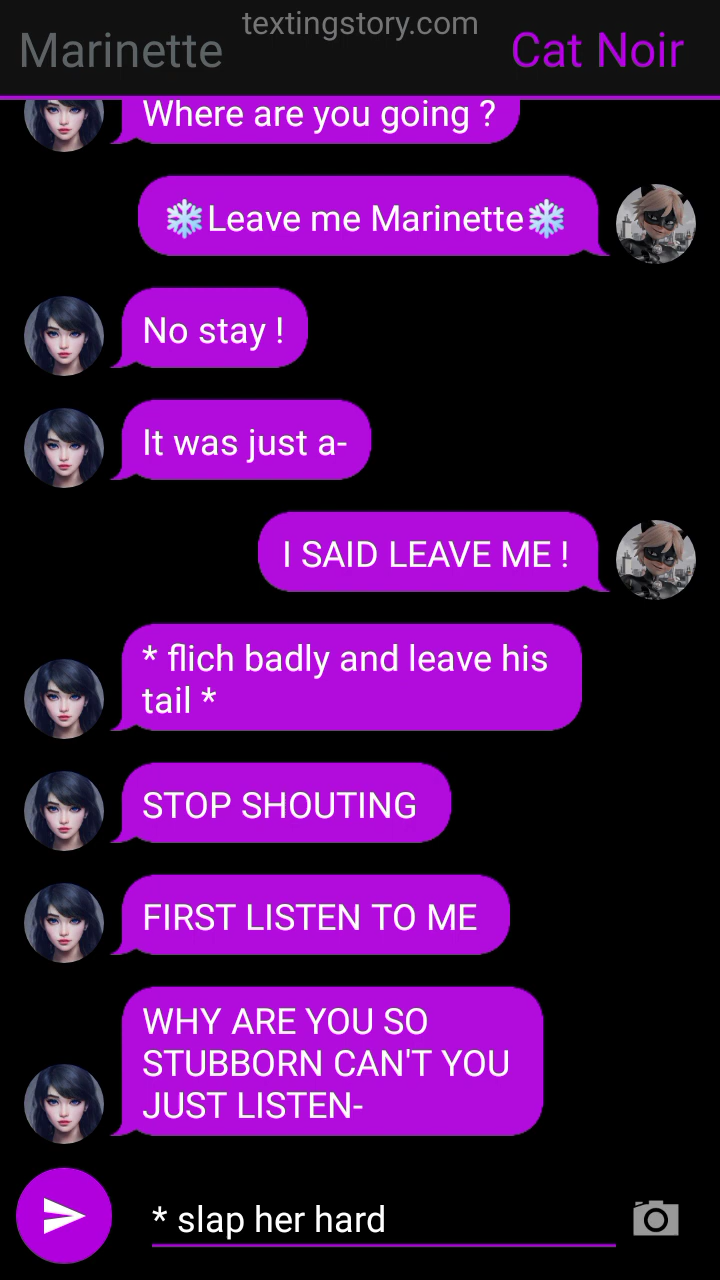 textingstory.com
Marinette
Cat Noir
Where are you going ?
❄️Leave me Marinette❄️
No stay !
It was just a-
I SAID LEAVE ME !
* flich badly and leave his
tail *
STOP SHOUTING
FIRST LISTEN TO ME
WHY ARE YOU SO
STUBBORN CAN'T YOU
JUST LISTEN-
* slap her hard